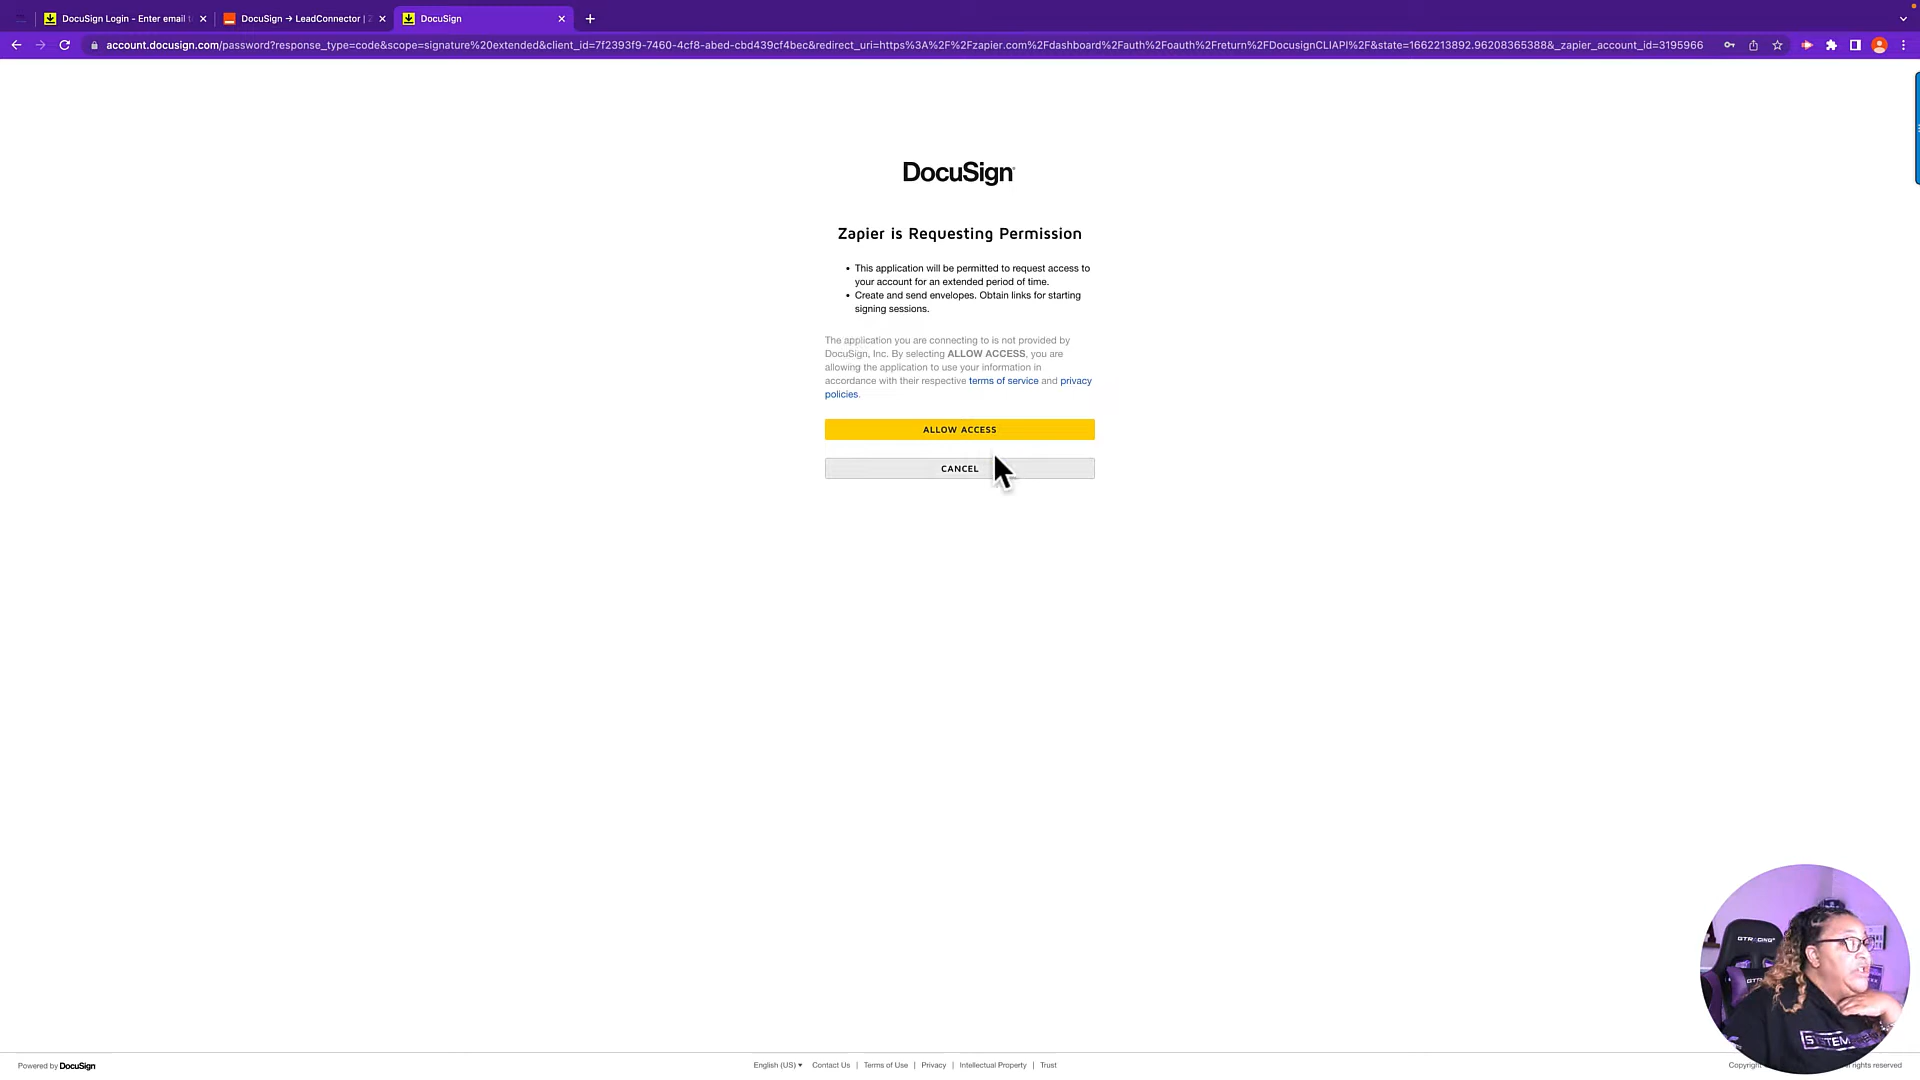 DocuSign Login - Enter email
DocuSign → LeadConnector |
DocuSign
account.docusign.com/password?response_type=code&scope=signature%20extended&client_id=7f2393f9-7460-4cf8-abed-cbd439cf4bec&redirect_uri=https%3A%2F%2Fzapier.com%2Fdashboard%2Fauth%2Foauth%2Freturn%2FDocusignCLIAPI%2F&state=1662213892.96208365388&_zapier_account_id=3195966
DocuSign
Zapier is Requesting Permission
• This application will be permitted to request access to
your account for an extended period of time.
• Create and send envelopes. Obtain links for starting
signing sessions.
The application you are connecting to is not provided by
DocuSign, Inc. By selecting ALLOW ACCESS, you are
allowing the application to use your information in
accordance with their respective terms of service and privacy
policies.
ALLOW ACCESS
CANCEL
GTRACING
Powered by DocuSign
English (US) ▾ Contact Us | Terms of Use | Privacy | Intellectual Property | Trust
rights reserved